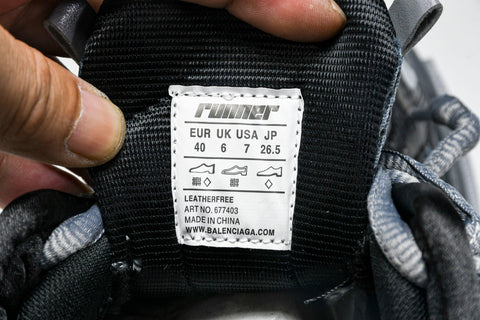 runner
EUR UK USA JP
40 6 7 26.5
LEATHERFREE
ART NO. 677403
MADE IN CHINA
WWW.BALENCIAGA.COM